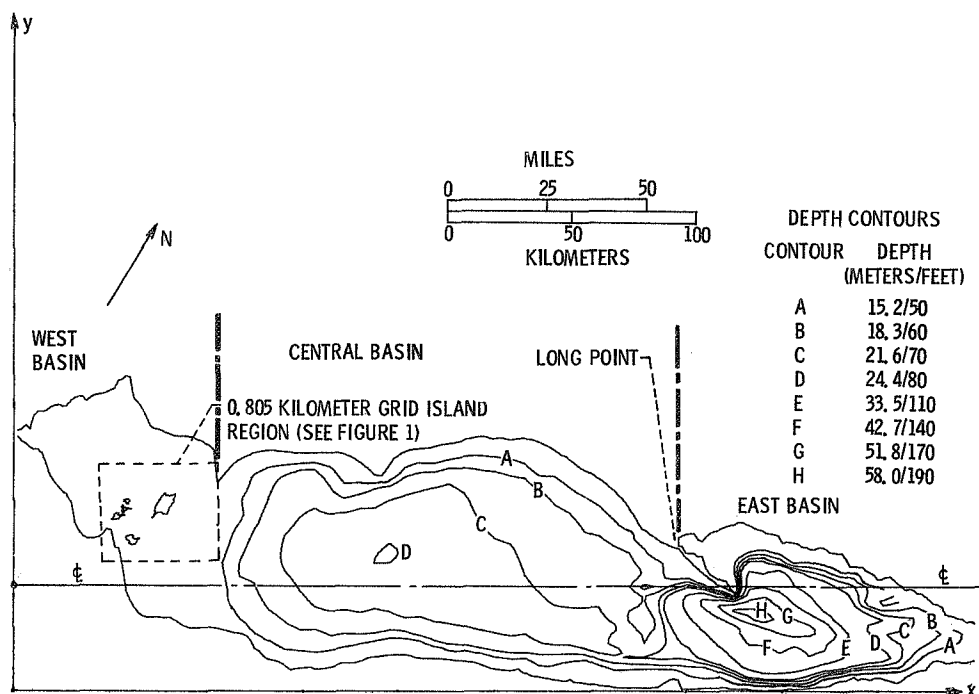 y
MILES
0 25 50
0 50 100
KILOMETERS
N
DEPTH CONTOURS
CONTOUR DEPTH
(METERS/FEET)
A 15.2/50
B 18.3/60
C 21.6/70
D 24.4/80
E 33.5/110
F 42.7/140
G 51.8/170
H 58.0/190
WEST
BASIN
CENTRAL BASIN
LONG POINT
0.805 KILOMETER GRID ISLAND
REGION (SEE FIGURE 1)
EAST BASIN
A
B
C
D
℄
℄
H
G
F
E
D
C
B
A
x